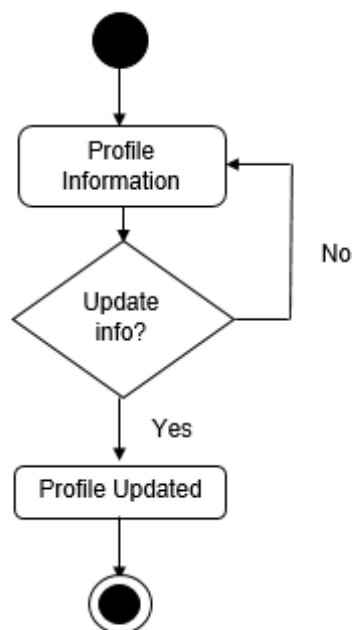 Profile
Information
No
Update
info?
Yes
Profile Updated